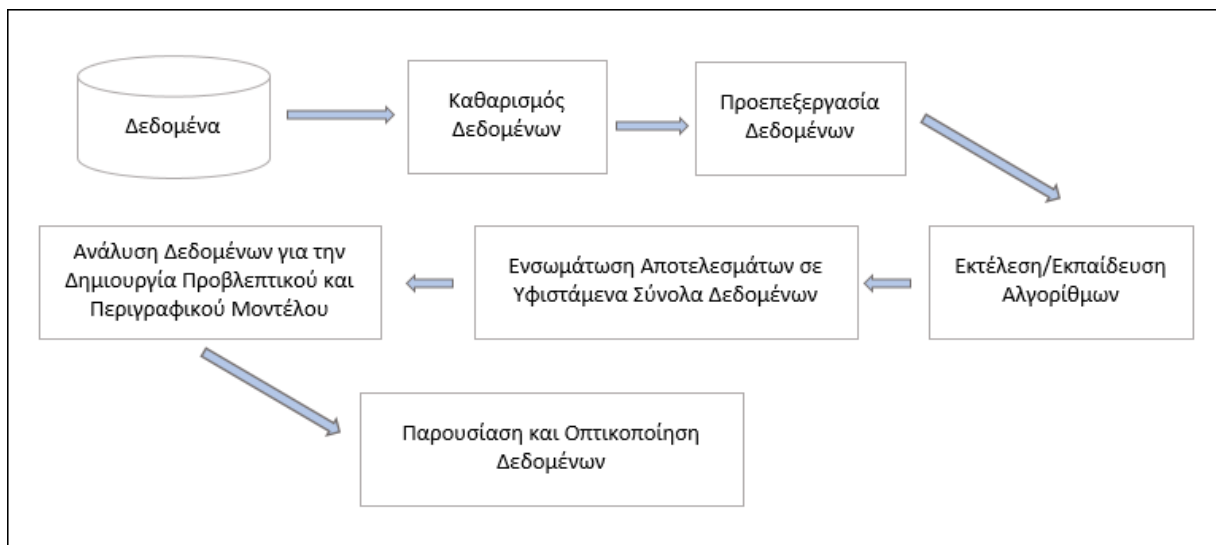 Δεδομένα
Καθαρισμός
Δεδομένων
Προεπεξεργασία
Δεδομένων
Εκτέλεση/Εκπαίδευση
Αλγορίθμων
Ενσωμάτωση Αποτελεσμάτων σε
Υφιστάμενα Σύνολα Δεδομένων
Ανάλυση Δεδομένων για την
Δημιουργία Προβλεπτικού και
Περιγραφικού Μοντέλου
Παρουσίαση και Οπτικοποίηση
Δεδομένων